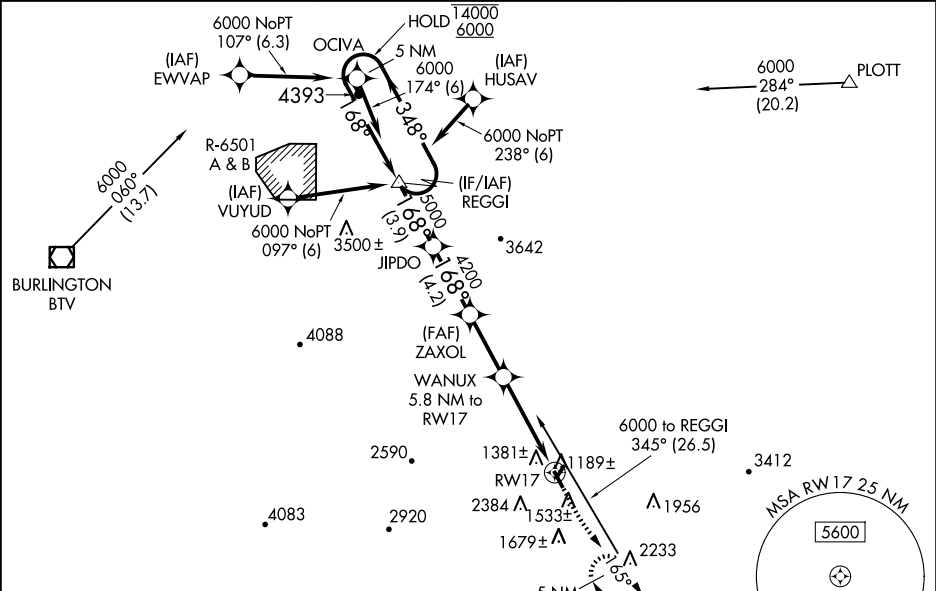 6000 NoPT
107° (6.3)
HOLD
14000
6000
OCIVA
5 NM
(IAF)
EWVAP
6000
174° (6)
(IAF)
HUSAV
6000
284°
(20.2)
PLOTT
4393
168°
348°
6000 NoPT
238° (6)
R-6501
A & B
(IAF)
VUYUD
(IF/IAF)
REGGI
6000
060°
(13.7)
6000 NoPT
097° (6)
3500±
5000
168°
(3.9)
3642
JIPDO
BURLINGTON
BTV
4200
168°
(4.2)
4088
(FAF)
ZAXOL
WANUX
5.8 NM to
RW17
6000 to REGGI
345° (26.5)
2590
1381±
1189±
3412
RW17
2384
1533±
1956
MSA RW17 25 NM
4083
2920
1679±
2233
5600
165°
5 NM